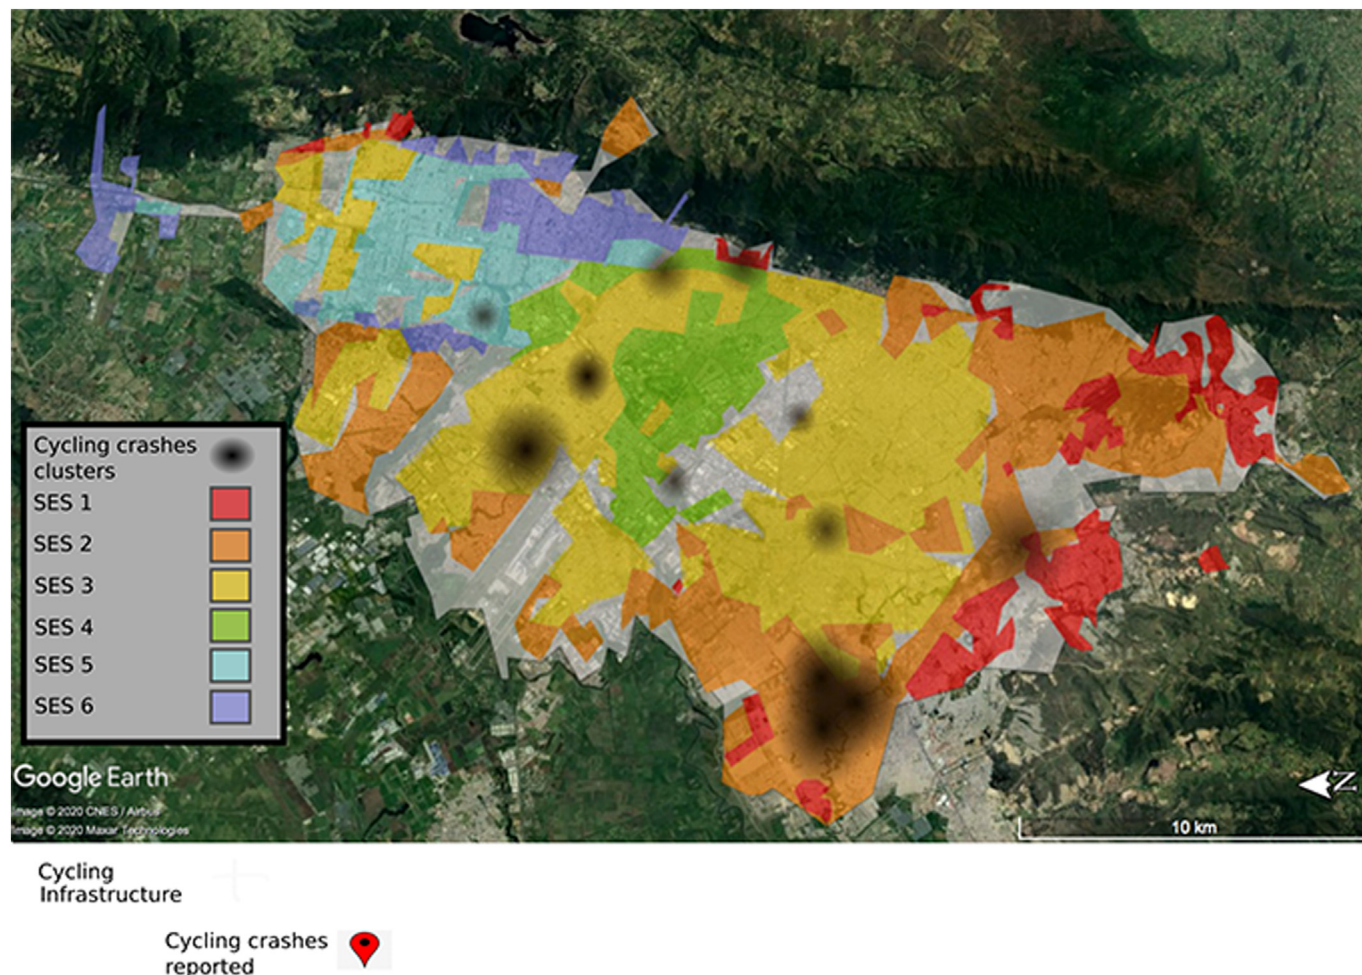 Cycling crashes
clusters
SES 1
SES 2
SES 3
SES 4
SES 5
SES 6
Google Earth
Image © 2020 CNES / Airbus
Image © 2020 Maxar Technologies
10 km
N
Cycling
Infrastructure
Cycling crashes
reported